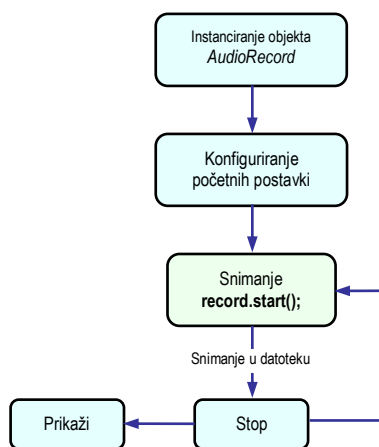 Instanciranje objekta
AudioRecord
Konfiguriranje
početnih postavki
Snimanje
record.start();
Snimanje u datoteku
Prikaži
Stop